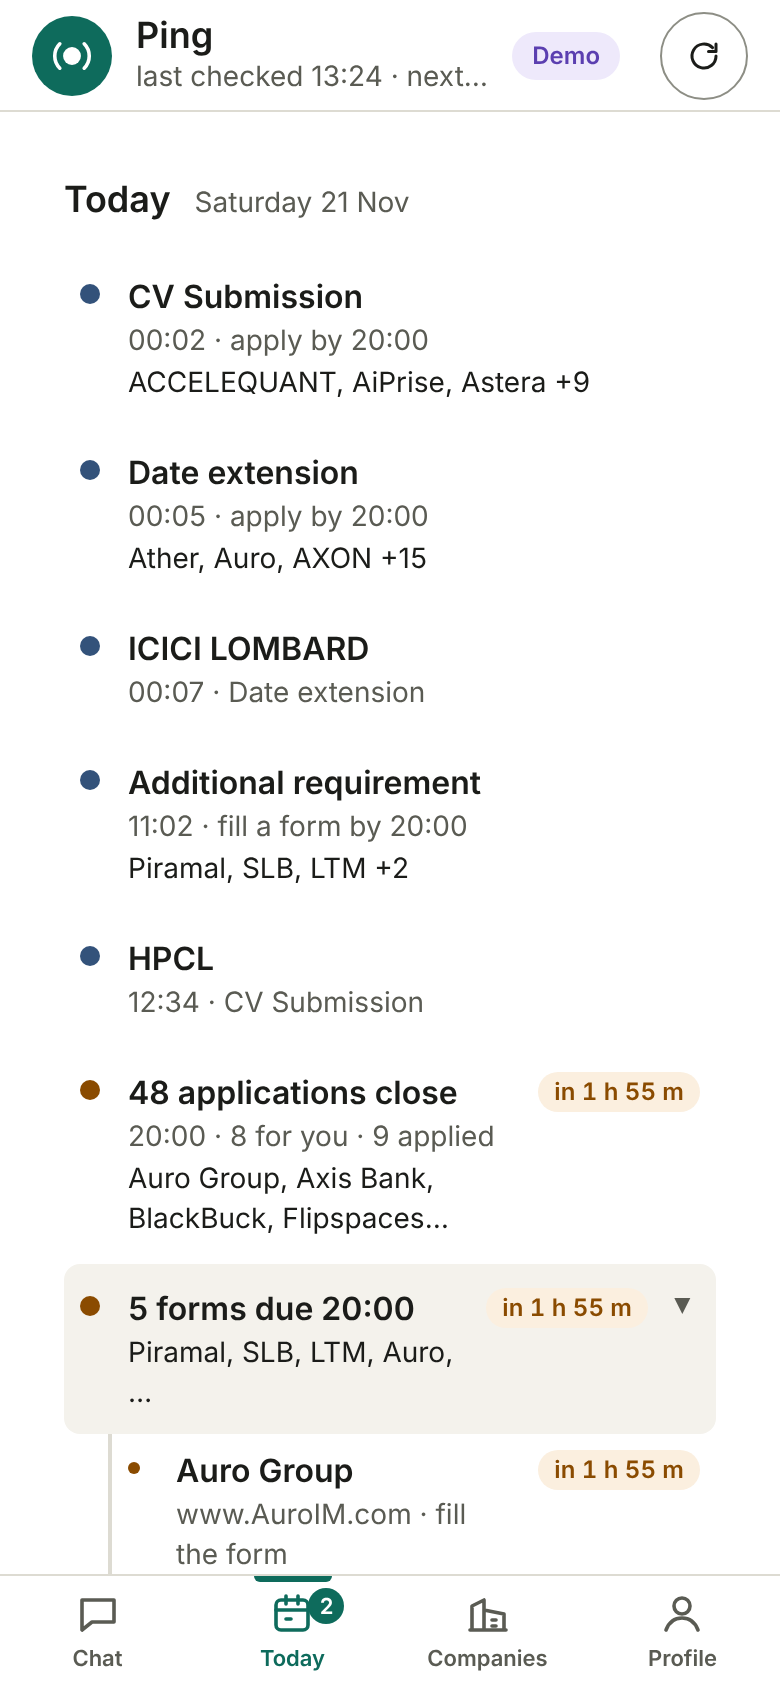 Ping
last checked 13:24 · next...
Demo
Today Saturday 21 Nov
CV Submission
00:02 · apply by 20:00
ACCELEQUANT, AiPrise, Astera +9
Date extension
00:05 · apply by 20:00
Ather, Auro, AXON +15
ICICI LOMBARD
00:07 · Date extension
Additional requirement
11:02 · fill a form by 20:00
Piramal, SLB, LTM +2
HPCL
12:34 · CV Submission
48 applications close in 1 h 55 m
20:00 · 8 for you · 9 applied
Auro Group, Axis Bank,
BlackBuck, Flipspaces...
5 forms due 20:00 in 1 h 55 m ▼
Piramal, SLB, LTM, Auro,
...
Auro Group in 1 h 55 m
www.AuroIM.com · fill
the form
2
Chat Today Companies Profile